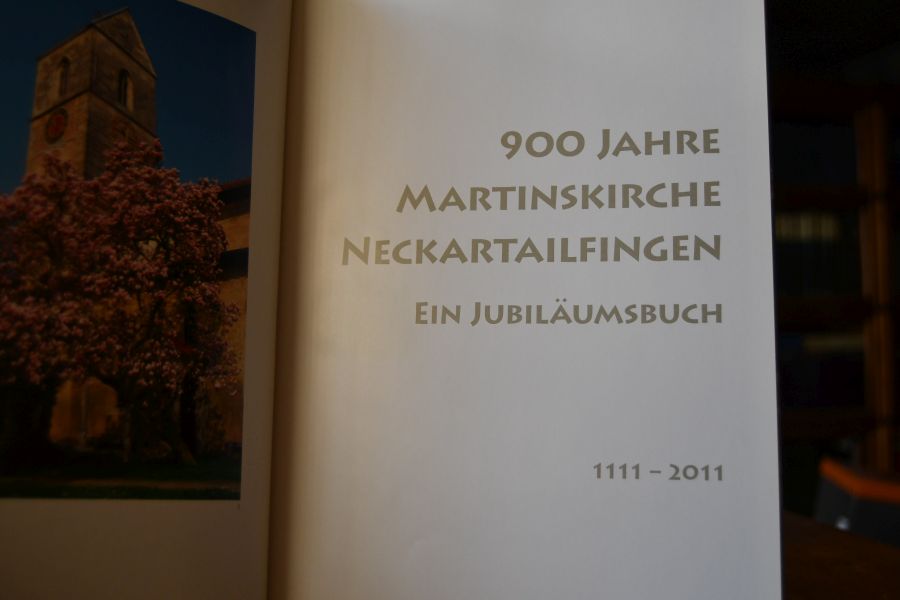 900 Jahre
Martinskirche
Neckartailfingen
Ein Jubiläumsbuch
1111 – 2011